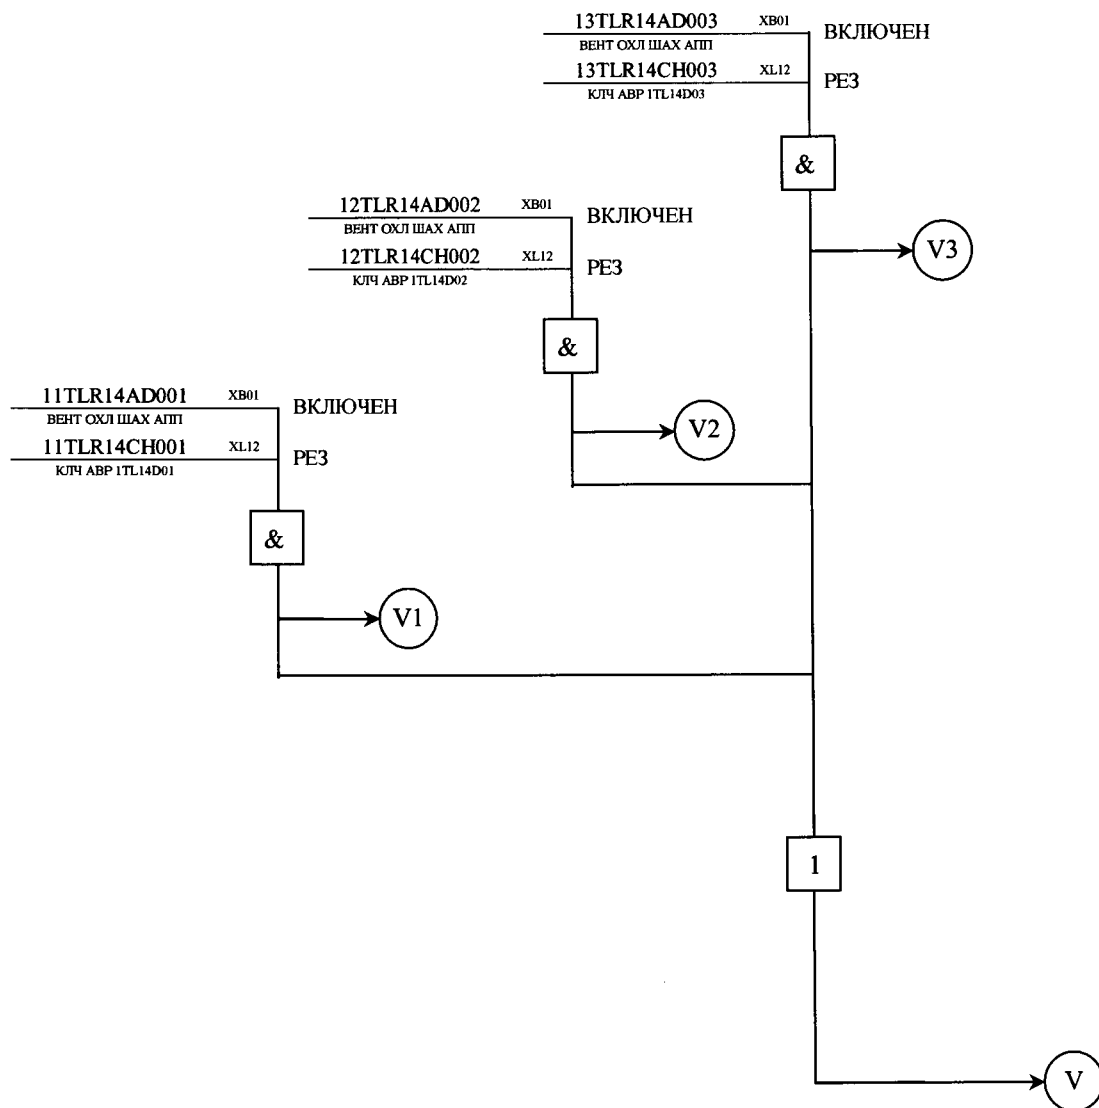 13TLR14AD003 XB01 ВКЛЮЧЕН
ВЕНТ ОХЛ ШАХ АПП
13TLR14CH003 XL12 РЕЗ
КЛЧ АВР 1TL14D03
&
12TLR14AD002 XB01 ВКЛЮЧЕН
ВЕНТ ОХЛ ШАХ АПП
12TLR14CH002 XL12 РЕЗ
КЛЧ АВР 1TL14D02
V3
&
11TLR14AD001 XB01 ВКЛЮЧЕН
ВЕНТ ОХЛ ШАХ АПП
V2
11TLR14CH001 XL12 РЕЗ
КЛЧ АВР 1TL14D01
&
V1
1
V